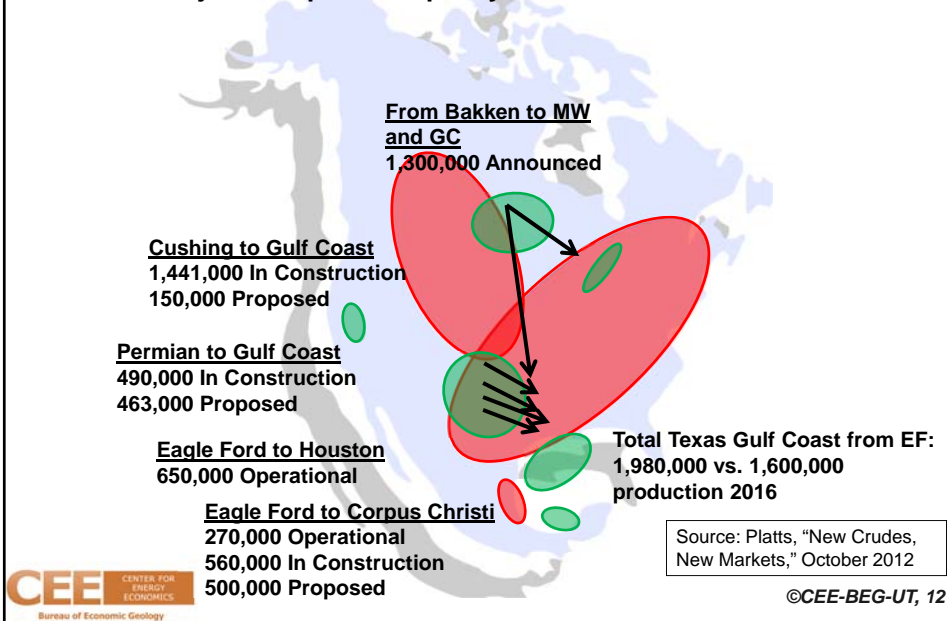 From Bakken to MW
and GC
1,300,000 Announced
Cushing to Gulf Coast
1,441,000 In Construction
150,000 Proposed
Permian to Gulf Coast
490,000 In Construction
463,000 Proposed
Eagle Ford to Houston
650,000 Operational
Total Texas Gulf Coast from EF:
1,980,000 vs. 1,600,000
production 2016
Eagle Ford to Corpus Christi
270,000 Operational
560,000 In Construction
500,000 Proposed
Source: Platts, “New Crudes,
New Markets,” October 2012
CEE
CENTER FOR
ENERGY
ECONOMICS
Bureau of Economic Geology
©CEE-BEG-UT, 12